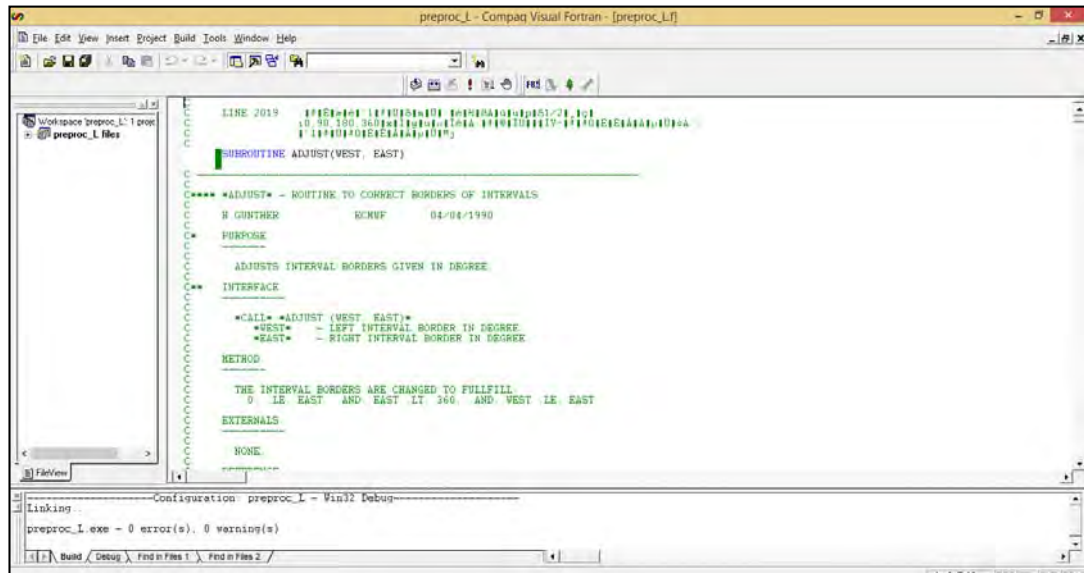 preproc_L - Compaq Visual Fortran - [preproc_L.f]
File Edit View Insert Project Build Tools Window Help
Workspace 'preproc_L': 1 proje
preproc_L files
FileView
C
C LINE 2019
C
C
C
SUBROUTINE ADJUST(WEST, EAST)
C
C**** *ADJUST* - ROUTINE TO CORRECT BORDERS OF INTERVALS
C
C H GUNTHER ECMWF 04/04/1990
C
C* PURPOSE
C -------
C
C ADJUSTS INTERVAL BORDERS GIVEN IN DEGREE
C
C** INTERFACE
C ----------
C
C *CALL* *ADJUST (WEST, EAST)*
C *WEST* - LEFT INTERVAL BORDER IN DEGREE
C *EAST* - RIGHT INTERVAL BORDER IN DEGREE
C
C METHOD
C -------
C
C THE INTERVAL BORDERS ARE CHANGED TO FULLFILL
C 0 .LE. EAST .AND. EAST .LT. 360. .AND. WEST .LE. EAST
C
C EXTERNALS
C ----------
C
C NONE.
C
--------------------Configuration: preproc_L - Win32 Debug--------------------
Linking...
preproc_L.exe - 0 error(s), 0 warning(s)
Build Debug Find in Files 1 Find in Files 2